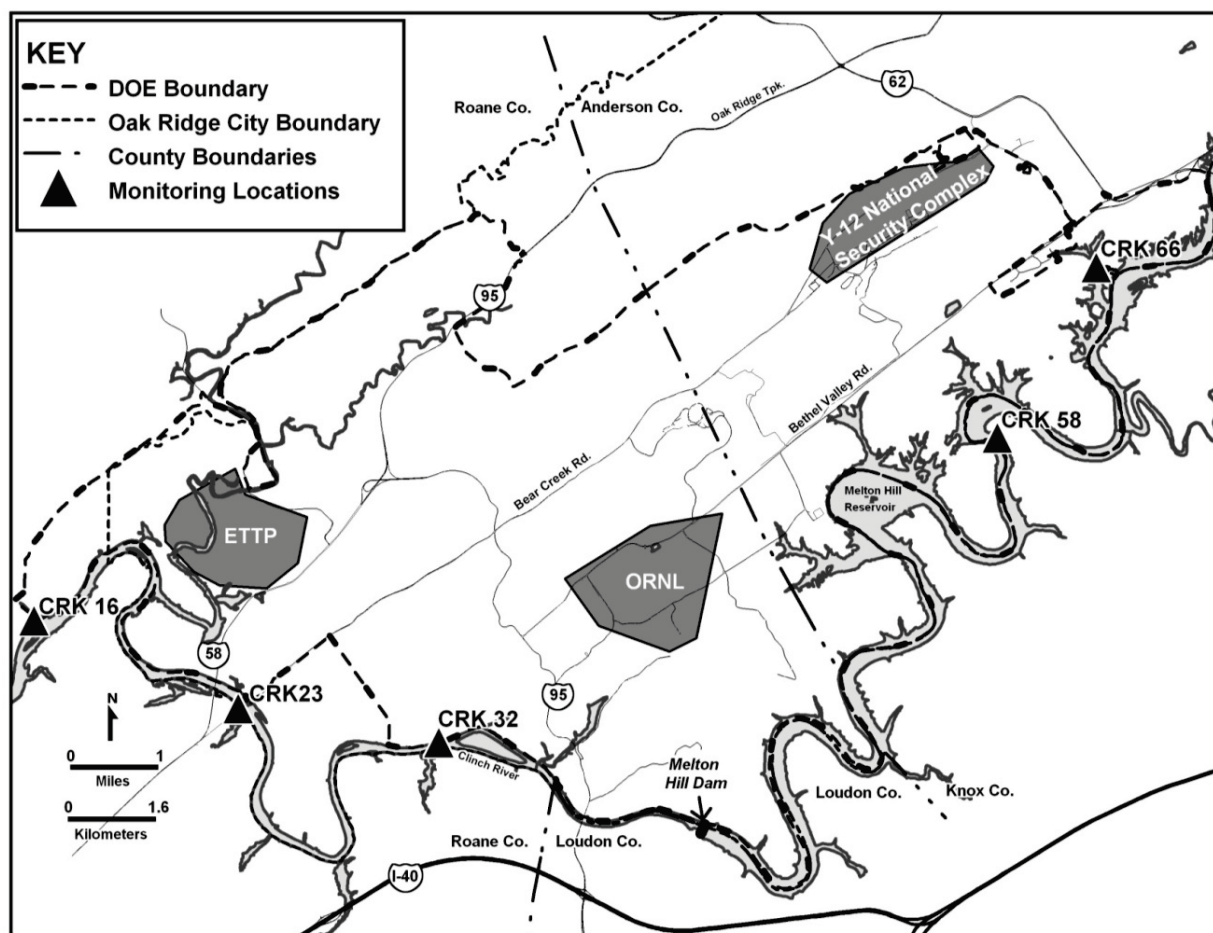 KEY
DOE Boundary
Oak Ridge City Boundary
County Boundaries
Monitoring Locations
Roane Co.
Anderson Co.
Oak Ridge Tpk.
62
Y-12 National
Security Complex
CRK 66
95
Bethel Valley Rd.
CRK 58
Bear Creek Rd.
Melton Hill
Reservoir
ETTP
ORNL
CRK 16
58
CRK23
95
CRK 32
Clinch River
N
0 1
Miles
0 1.6
Kilometers
Melton
Hill Dam
Loudon Co.
Knox Co.
Roane Co.
Loudon Co.
I-40